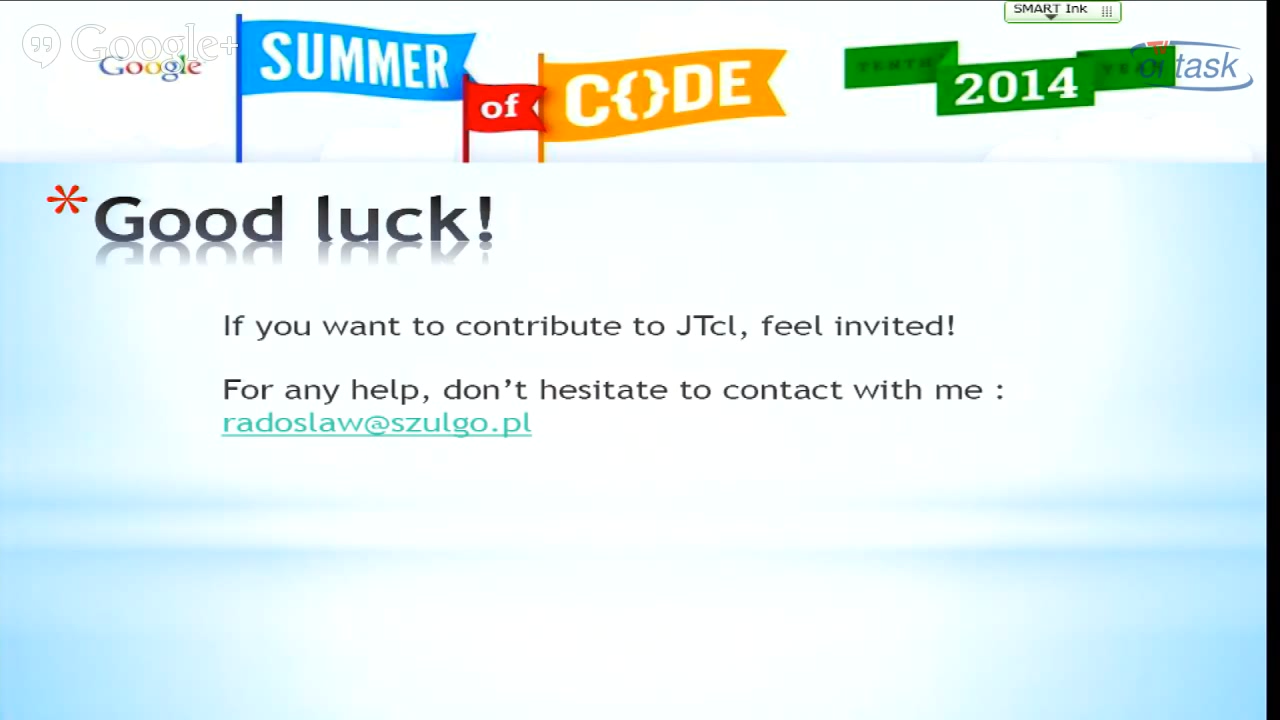 Google+
Google
SUMMER
of
C{}DE
TENTH
2014
SMART Ink
*Good luck!
If you want to contribute to JTcl, feel invited!
For any help, don’t hesitate to contact with me :
radoslaw@szulgo.pl